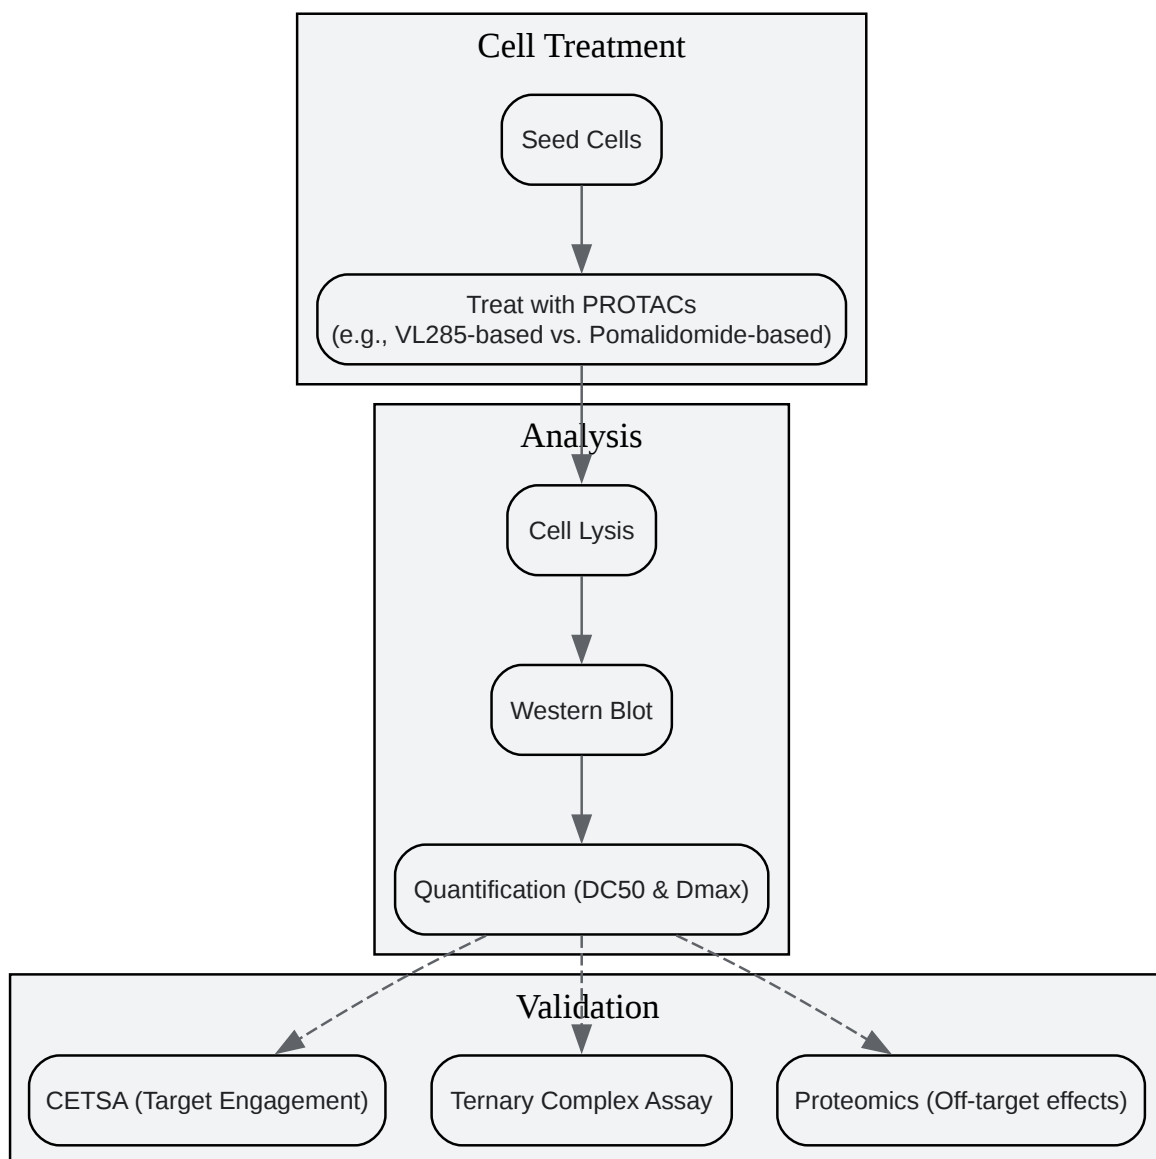 Cell Treatment
Seed Cells
Treat with PROTACs
(e.g., VL285-based vs. Pomalidomide-based)
Analysis
Cell Lysis
Western Blot
Quantification (DC50 & Dmax)
Validation
CETSA (Target Engagement)
Ternary Complex Assay
Proteomics (Off-target effects)